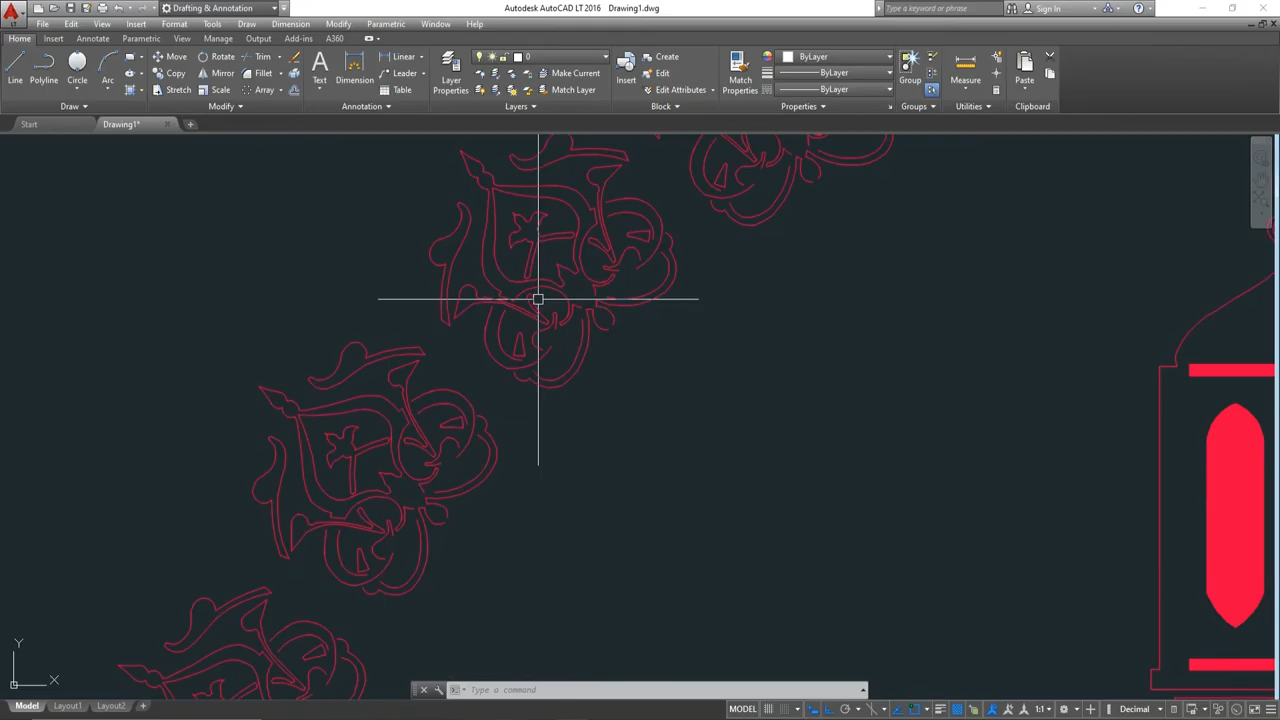 Drafting & Annotation
Autodesk AutoCAD LT 2016 Drawing1.dwg
Type a keyword or phrase
Sign In
LT
File Edit View Insert Format Tools Draw Dimension Modify Parametric Window Help
Home Insert Annotate Parametric View Manage Output Add-ins A360
Line Polyline Circle Arc
Move Rotate Trim
Copy Mirror Fillet
Stretch Scale Array
Text Dimension
Linear
Leader
Table
Layer Properties
0
Make Current
Match Layer
Insert
Create
Edit
Edit Attributes
Match Properties
ByLayer
ByLayer
ByLayer
Group
Measure
Paste
Draw Modify Annotation Layers Block Properties Groups Utilities Clipboard
Start Drawing1*
Y
X
Type a command
Model Layout1 Layout2
MODEL
1:1
Decimal